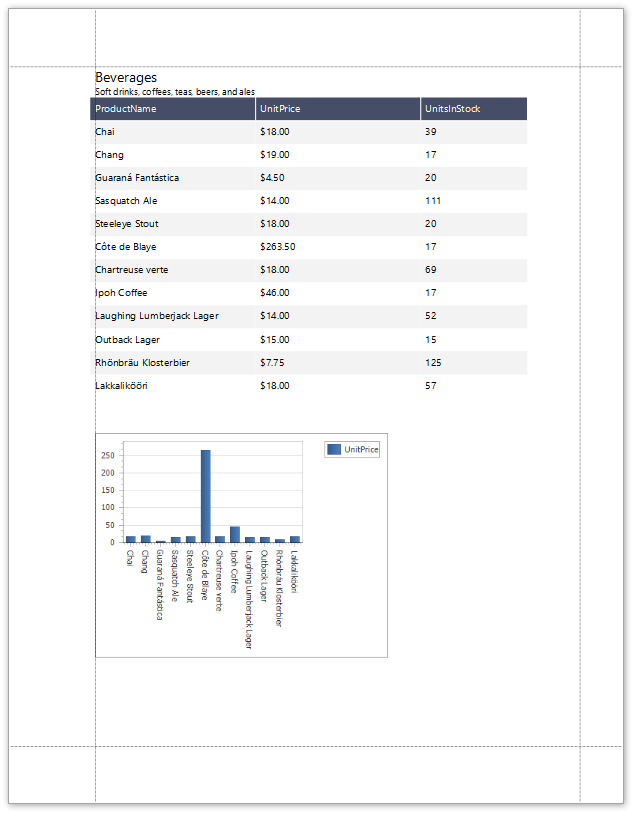 Beverages
Soft drinks, coffees, teas, beers, and ales
ProductName UnitPrice UnitsInStock
Chai $18.00 39
Chang $19.00 17
Guaraná Fantástica $4.50 20
Sasquatch Ale $14.00 111
Steeleye Stout $18.00 20
Côte de Blaye $263.50 17
Chartreuse verte $18.00 69
Ipoh Coffee $46.00 17
Laughing Lumberjack Lager $14.00 52
Outback Lager $15.00 15
Rhönbräu Klosterbier $7.75 125
Lakkalikööri $18.00 57
UnitPrice
250
200
150
100
50
0
Chai
Chang
Guaraná Fantástica
Sasquatch Ale
Steeleye Stout
Côte de Blaye
Chartreuse verte
Ipoh Coffee
Laughing Lumberjack Lager
Outback Lager
Rhönbräu Klosterbier
Lakkalikööri